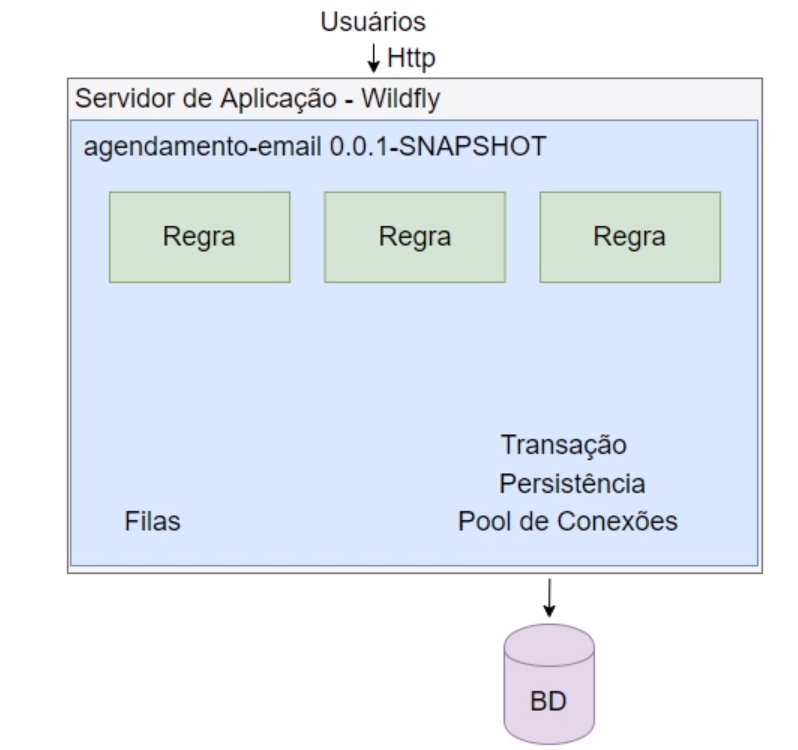 Usuários
Http
Servidor de Aplicação - Wildfly
agendamento-email 0.0.1-SNAPSHOT
Regra
Regra
Regra
Transação
Persistência
Filas
Pool de Conexões
BD